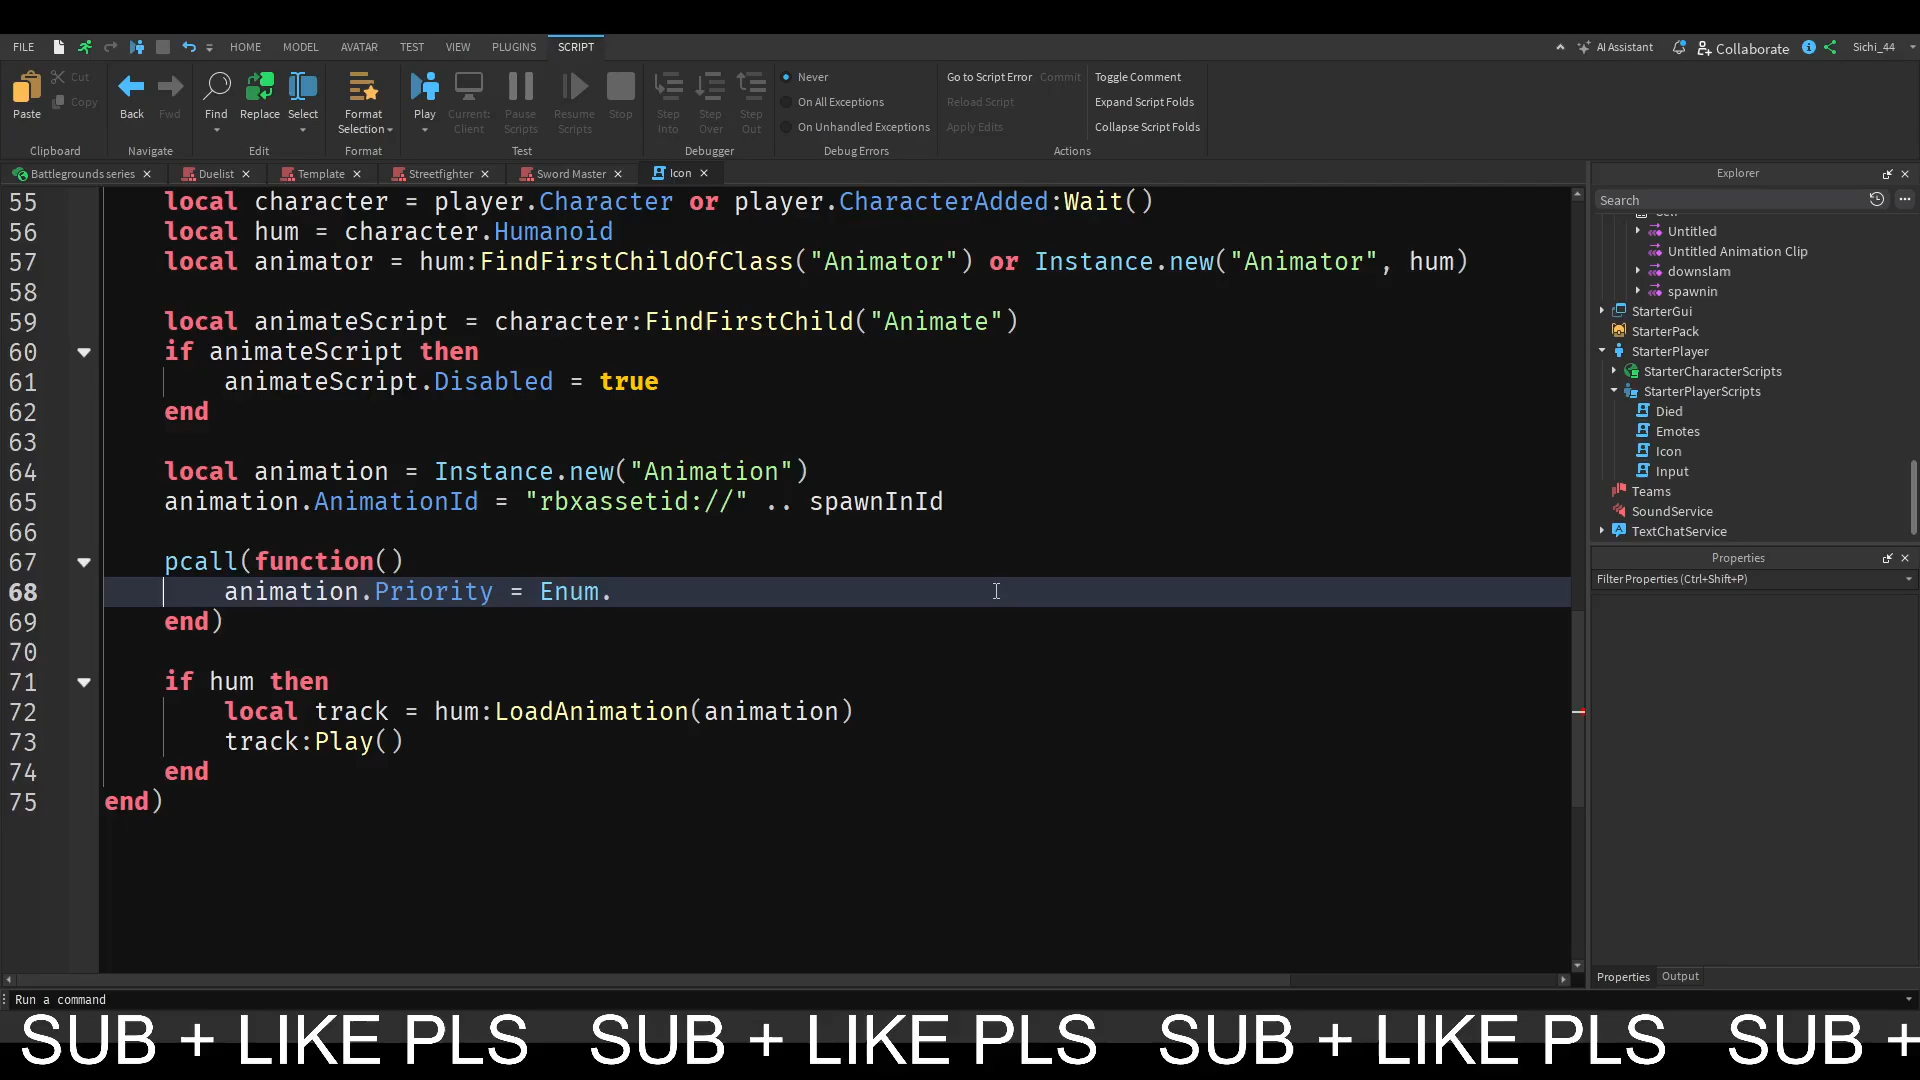 FILE HOME MODEL AVATAR TEST VIEW PLUGINS SCRIPT AI Assistant Collaborate Sichi_44
Paste Cut Copy Back Fwd Find Replace Select Format Selection Play Current: Client Pause Scripts Resume Scripts Stop Step Into Step Over Step Out
Never
On All Exceptions
On Unhandled Exceptions
Go to Script Error Commit
Reload Script
Apply Edits
Toggle Comment
Expand Script Folds
Collapse Script Folds
Clipboard Navigate Edit Format Test Debugger Debug Errors Actions
Battlegrounds series Duelist Template Streetfighter Sword Master Icon
55 local character = player.Character or player.CharacterAdded:Wait()
56 local hum = character.Humanoid
57 local animator = hum:FindFirstChildOfClass("Animator") or Instance.new("Animator", hum)
58
59 local animateScript = character:FindFirstChild("Animate")
60 if animateScript then
61 animateScript.Disabled = true
62 end
63
64 local animation = Instance.new("Animation")
65 animation.AnimationId = "rbxassetid://" .. spawnInId
66
67 pcall(function()
68 animation.Priority = Enum.
69 end)
70
71 if hum then
72 local track = hum:LoadAnimation(animation)
73 track:Play()
74 end
75 end)
Explorer
Search
Untitled
Untitled Animation Clip
downslam
spawnin
StarterGui
StarterPack
StarterPlayer
StarterCharacterScripts
StarterPlayerScripts
Died
Emotes
Icon
Input
Teams
SoundService
TextChatService
Properties
Filter Properties (Ctrl+Shift+P)
Properties Output
Run a command
SUB + LIKE PLS SUB + LIKE PLS SUB + LIKE PLS SUB +